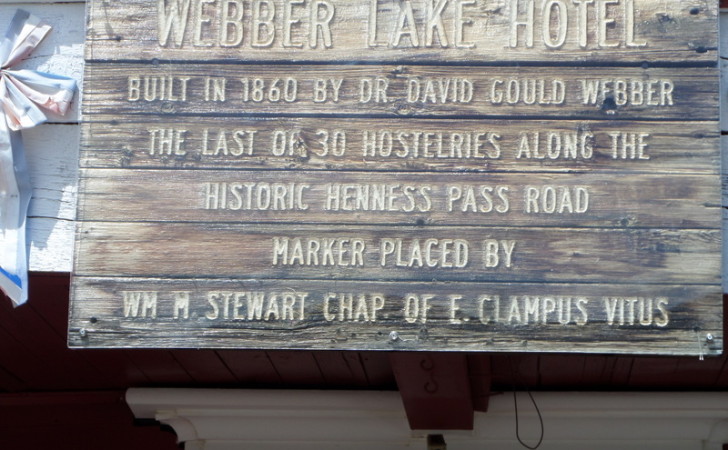 WEBBER LAKE HOTEL
BUILT IN 1860 BY DR. DAVID GOULD WEBBER
THE LAST OF 30 HOSTELRIES ALONG THE
HISTORIC HENNESS PASS ROAD
MARKER PLACED BY
WM M. STEWART CHAP. OF E. CLAMPUS VITUS